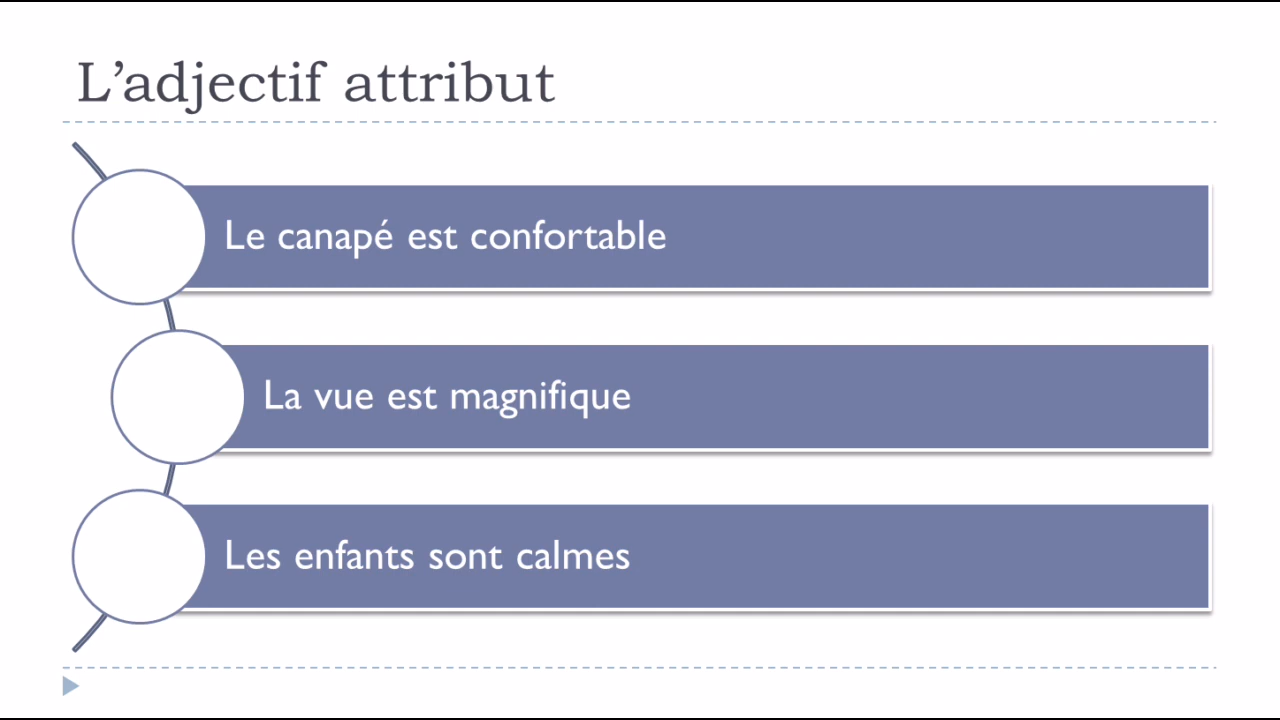 L’adjectif attribut
Le canapé est confortable
La vue est magnifique
Les enfants sont calmes